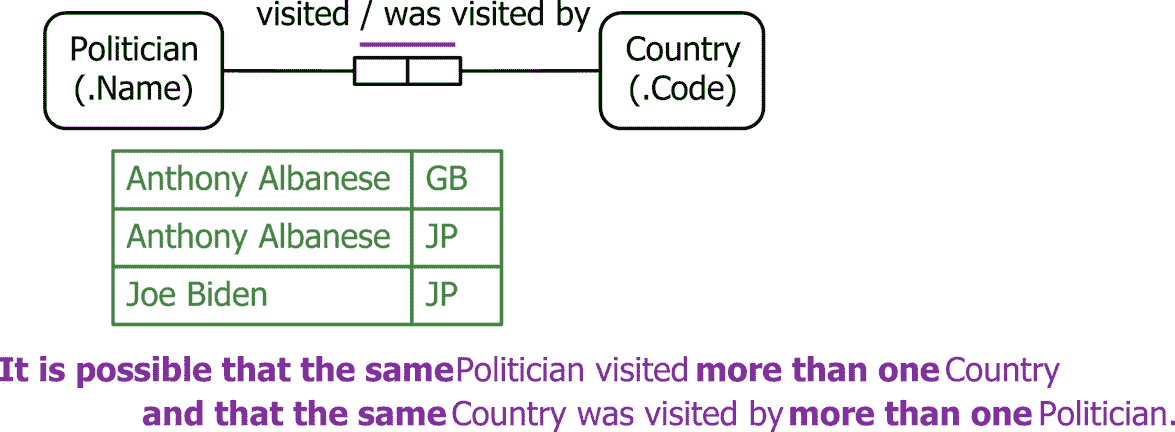 visited / was visited by
Politician
(.Name)
Country
(.Code)
Anthony Albanese GB
Anthony Albanese JP
Joe Biden JP
It is possible that the same Politician visited more than one Country
and that the same Country was visited by more than one Politician.